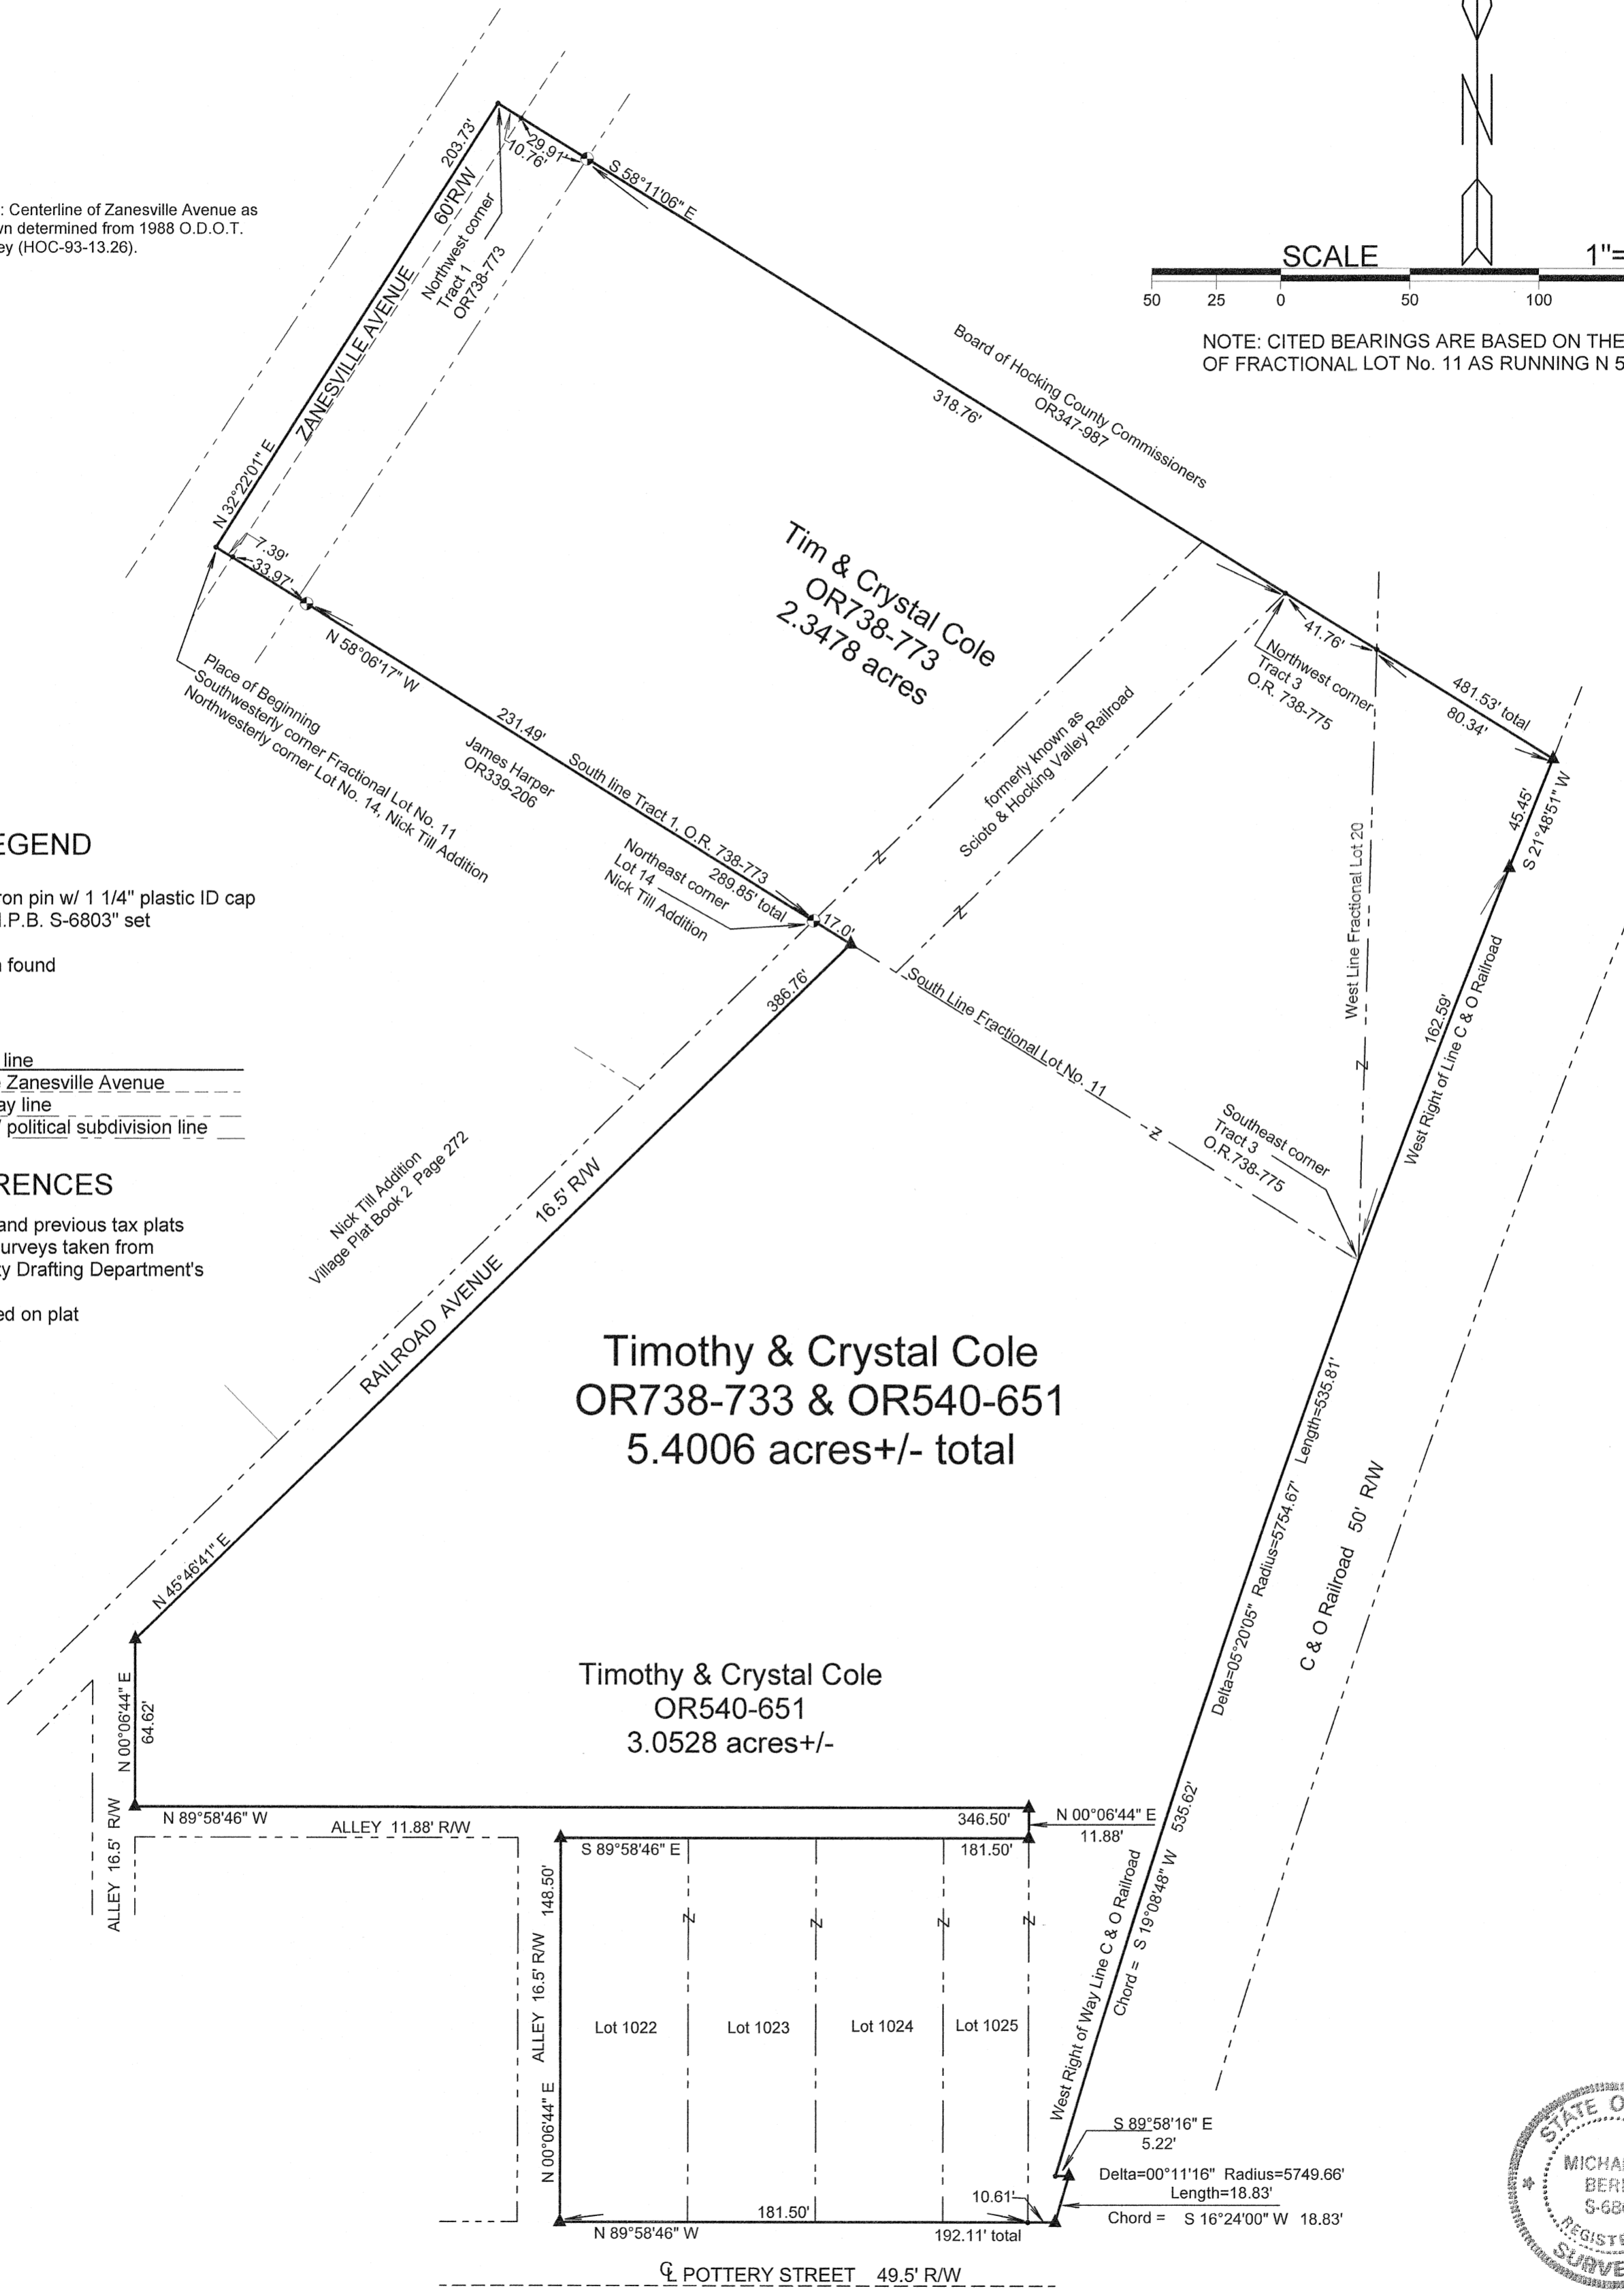 : Centerline of Zanesville Avenue as
determined from 1988 O.D.O.T.
(HOC-93-13.26).
N
SCALE 1"=
50 25 0 50 100
NOTE: CITED BEARINGS ARE BASED ON THE
OF FRACTIONAL LOT No. 11 AS RUNNING N 5
203.73'
60'R/W
29.91'
10.76'
S 58°11'06" E
Northwest corner
Tract 1
OR738-773
ZANESVILLE AVENUE
N 32°22'01" E
7.39'
33.97'
N 58°06'17" W
Place of Beginning
Southwesterly corner Fractional Lot No. 11
Northwesterly corner Lot No. 14, Nick Till Addition
231.49'
James Harper
OR339-206
South line Tract 1, O.R. 738-773
289.85' total
Northeast corner
Lot 14
Nick Till Addition
17.0'
Board of Hocking County Commissioners
OR347-987
318.76'
Tim & Crystal Cole
OR738-773
2.3478 acres
formerly known as
Scioto & Hocking Valley Railroad
41.76'
Northwest corner
Tract 3
O.R. 738-775
481.53' total
80.34'
45.45'
S 21°48'51" W
West Line Fractional Lot 20
162.59'
West Right of Line C & O Railroad
South Line Fractional Lot No. 11
Southeast corner
Tract 3
O.R.738-775
EGENDron pin w/ 1 1/4" plastic ID cap
.P.B. S-6803" set
found
line
Zanesville Avenue
ay line
political subdivision line
RENCES
and previous tax plats
urveys taken from
y Drafting Department's
ed on plat
386.76'
16.5' R/W
RAILROAD AVENUE
Nick Till Addition
Village Plat Book 2 Page 272
N 45°46'41" E
Timothy & Crystal Cole
OR738-733 & OR540-651
5.4006 acres+/- total
Delta=05°20'05" Radius=5754.67' Length=535.81'
C & O Railroad 50' R/W
Timothy & Crystal Cole
OR540-651
3.0528 acres+/-
N 00°06'44" E
64.62'
ALLEY 16.5' R/W
N 89°58'46" W
346.50'
ALLEY 11.88' R/W
N 00°06'44" E
11.88'
S 89°58'46" E
181.50'
148.50'
ALLEY 16.5' R/W
N 00°06'44" E
Lot 1022
Lot 1023
Lot 1024
Lot 1025
West Right of Way Line C & O Railroad
Chord = S 19°08'48" W 535.62'
S 89°58'16" E
5.22'
Delta=00°11'16" Radius=5749.66'
Length=18.83'
Chord = S 16°24'00" W 18.83'
10.61'
181.50'
N 89°58'46" W
192.11' total
CL POTTERY STREET 49.5' R/W
STATE O
MICHA
BER
S-68
REGISTE
SURVE